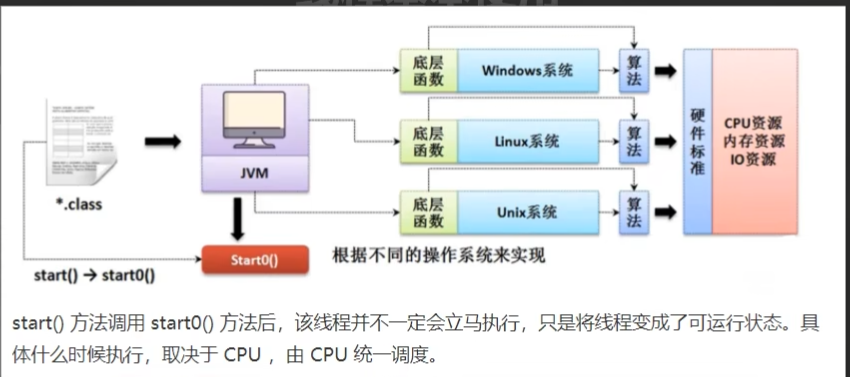 底层函数
Windows系统
算法
底层函数
Linux系统
算法
硬件标准
CPU资源
内存资源
IO资源
JVM
*.class
底层函数
Unix系统
算法
Start0()
根据不同的操作系统来实现
start() → start0()
start() 方法调用 start0() 方法后，该线程并不一定会立马执行，只是将线程变成了可运行状态。具
体什么时候执行，取决于 CPU ，由 CPU 统一调度。